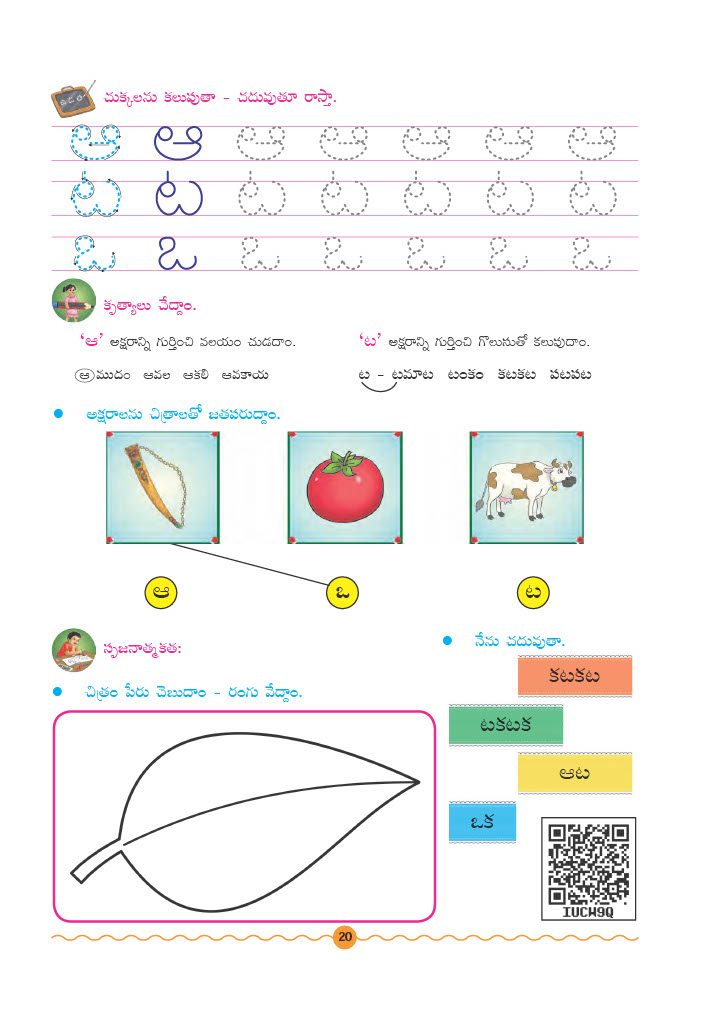 చుక్కలను కలుపుతా – చదువుతూ రాస్తా.
ఆ ఆ ఆ ఆ ఆ ఆ ఆ
ట ట ట ట ట ట ట
ఓ ఒ ఒ ఒ ఒ ఒ ఒ
కృత్యాలు చేద్దాం.
'ఆ' అక్షరాన్ని గుర్తించి వలయం చుడదాం.
ఆముదం ఆవల ఆకలి ఆవకాయ
'ట' అక్షరాన్ని గుర్తించి గొలుసుతో కలుపుదాం.
ట – టమాట టంకం కటకట పటపట
అక్షరాలను చిత్రాలతో జతపరుద్దాం.
ఆ ఒ ట
సృజనాత్మకత:
చిత్రం పేరు చెబుదాం – రంగు వేద్దాం.
నేను చదువుతా.
కటకట
టకటక
ఆట
ఒక
IUCW9Q
20